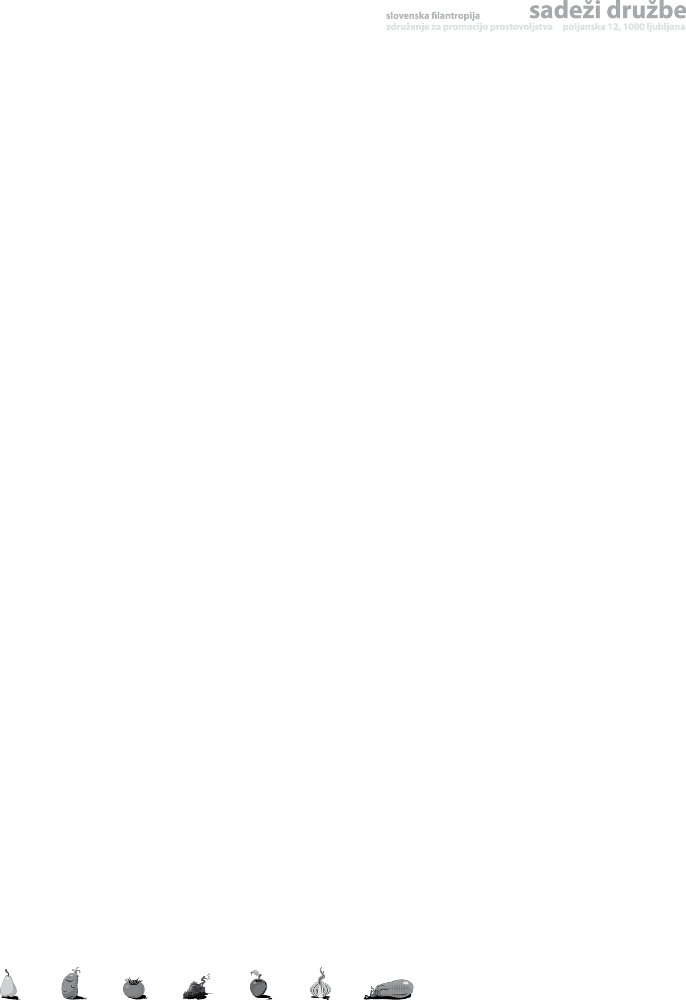 sadeži družbe
slovenska filantropija
združenje za promocijo prostovoljstva poljanska 12, 1000 ljubljana